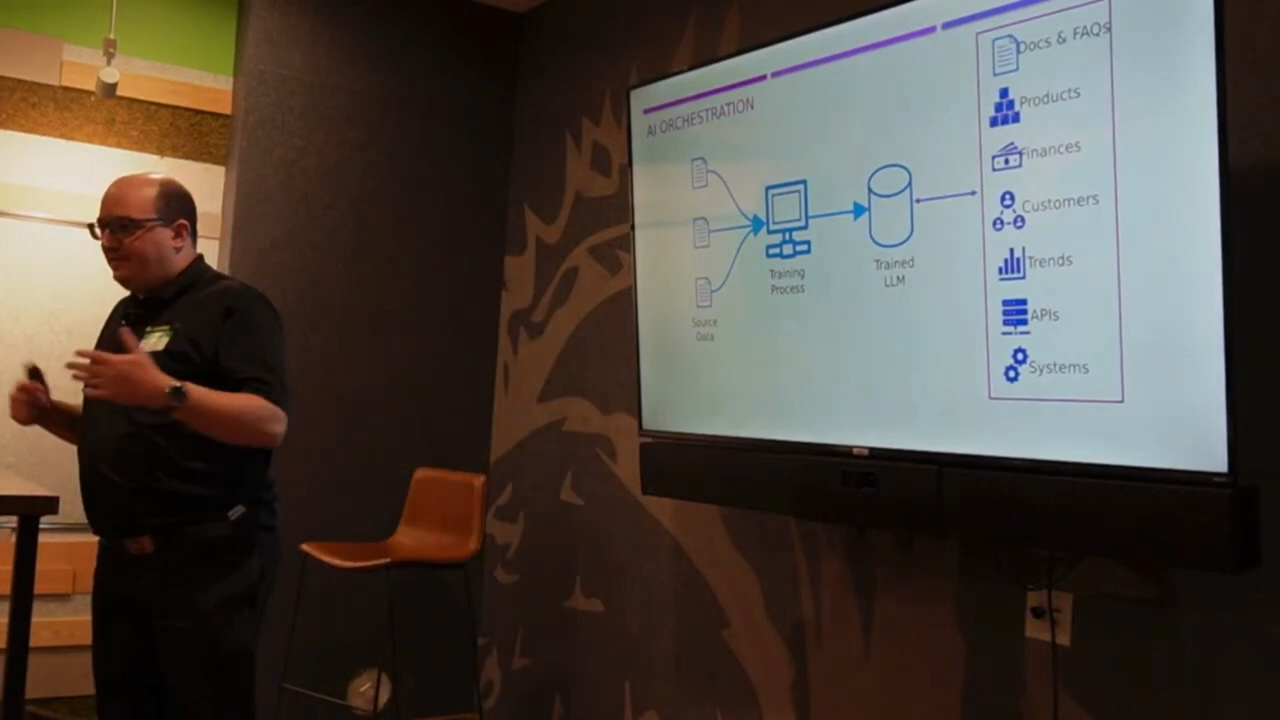 AI ORCHESTRATION
Source
Data
Training
Process
Trained
LLM
Docs & FAQs
Products
Finances
Customers
Trends
APIs
Systems